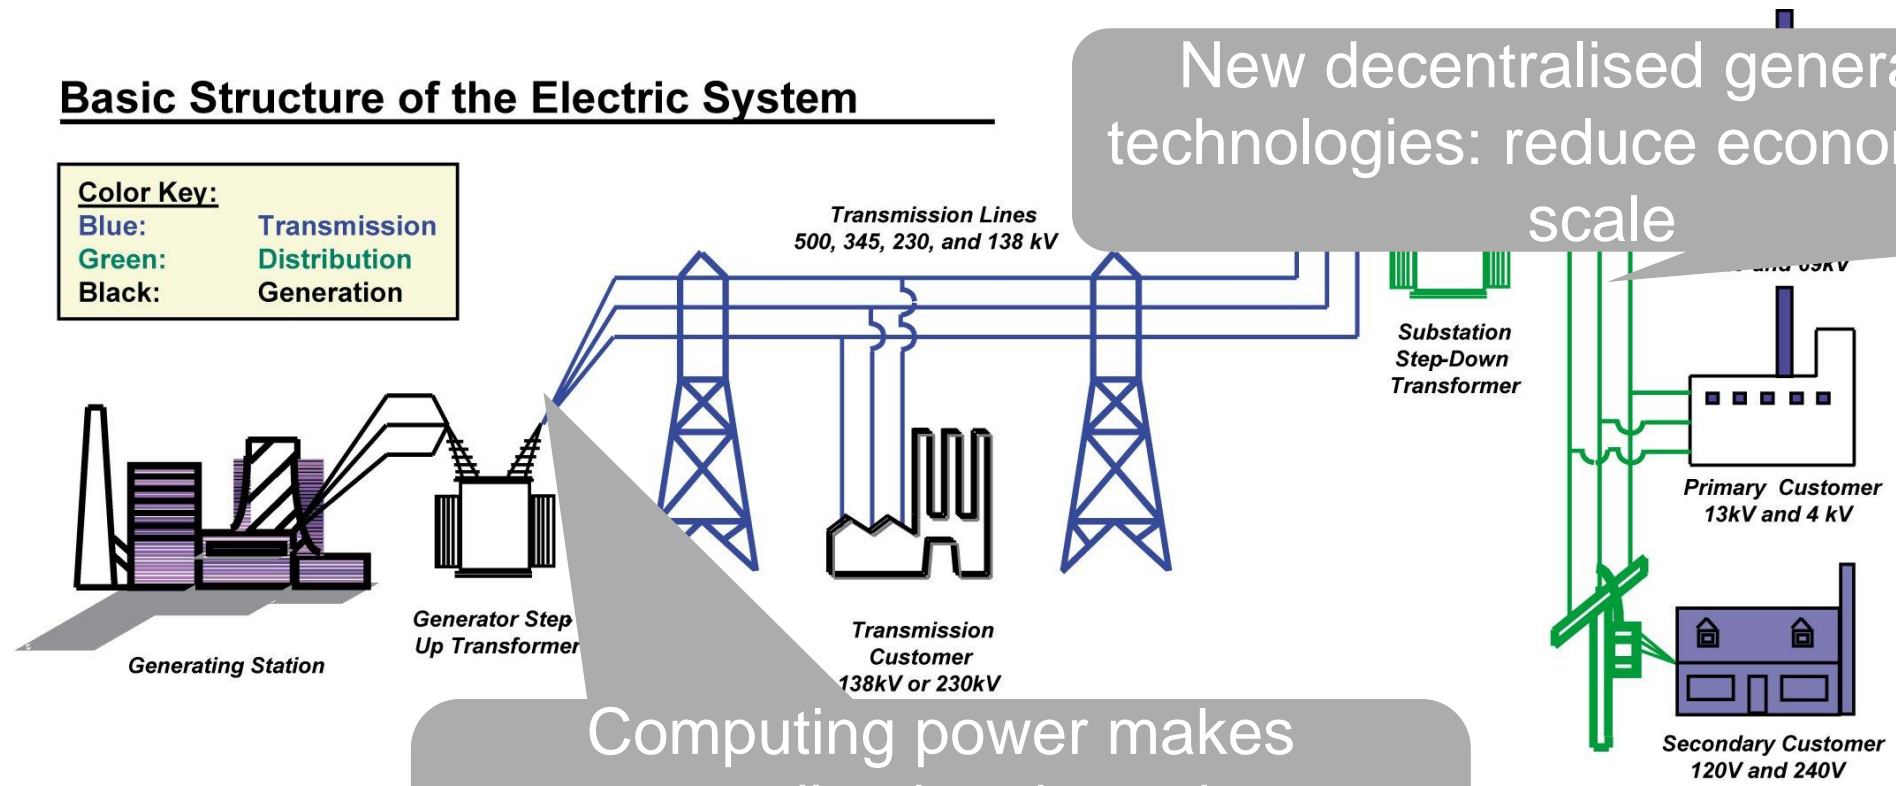 Basic Structure of the Electric System
New decentralised
technologies: reduce
scale
Color Key:
Blue: Transmission
Green: Distribution
Black: Generation
Transmission Lines
500, 345, 230, and 138 kV
and 69kV
Substation
Step-Down
Transformer
Primary Customer
13kV and 4 kV
Generator Step-
Up Transformer
Transmission
Customer
138kV or 230kV
Generating Station
Secondary Customer
120V and 240V
Computing power makes